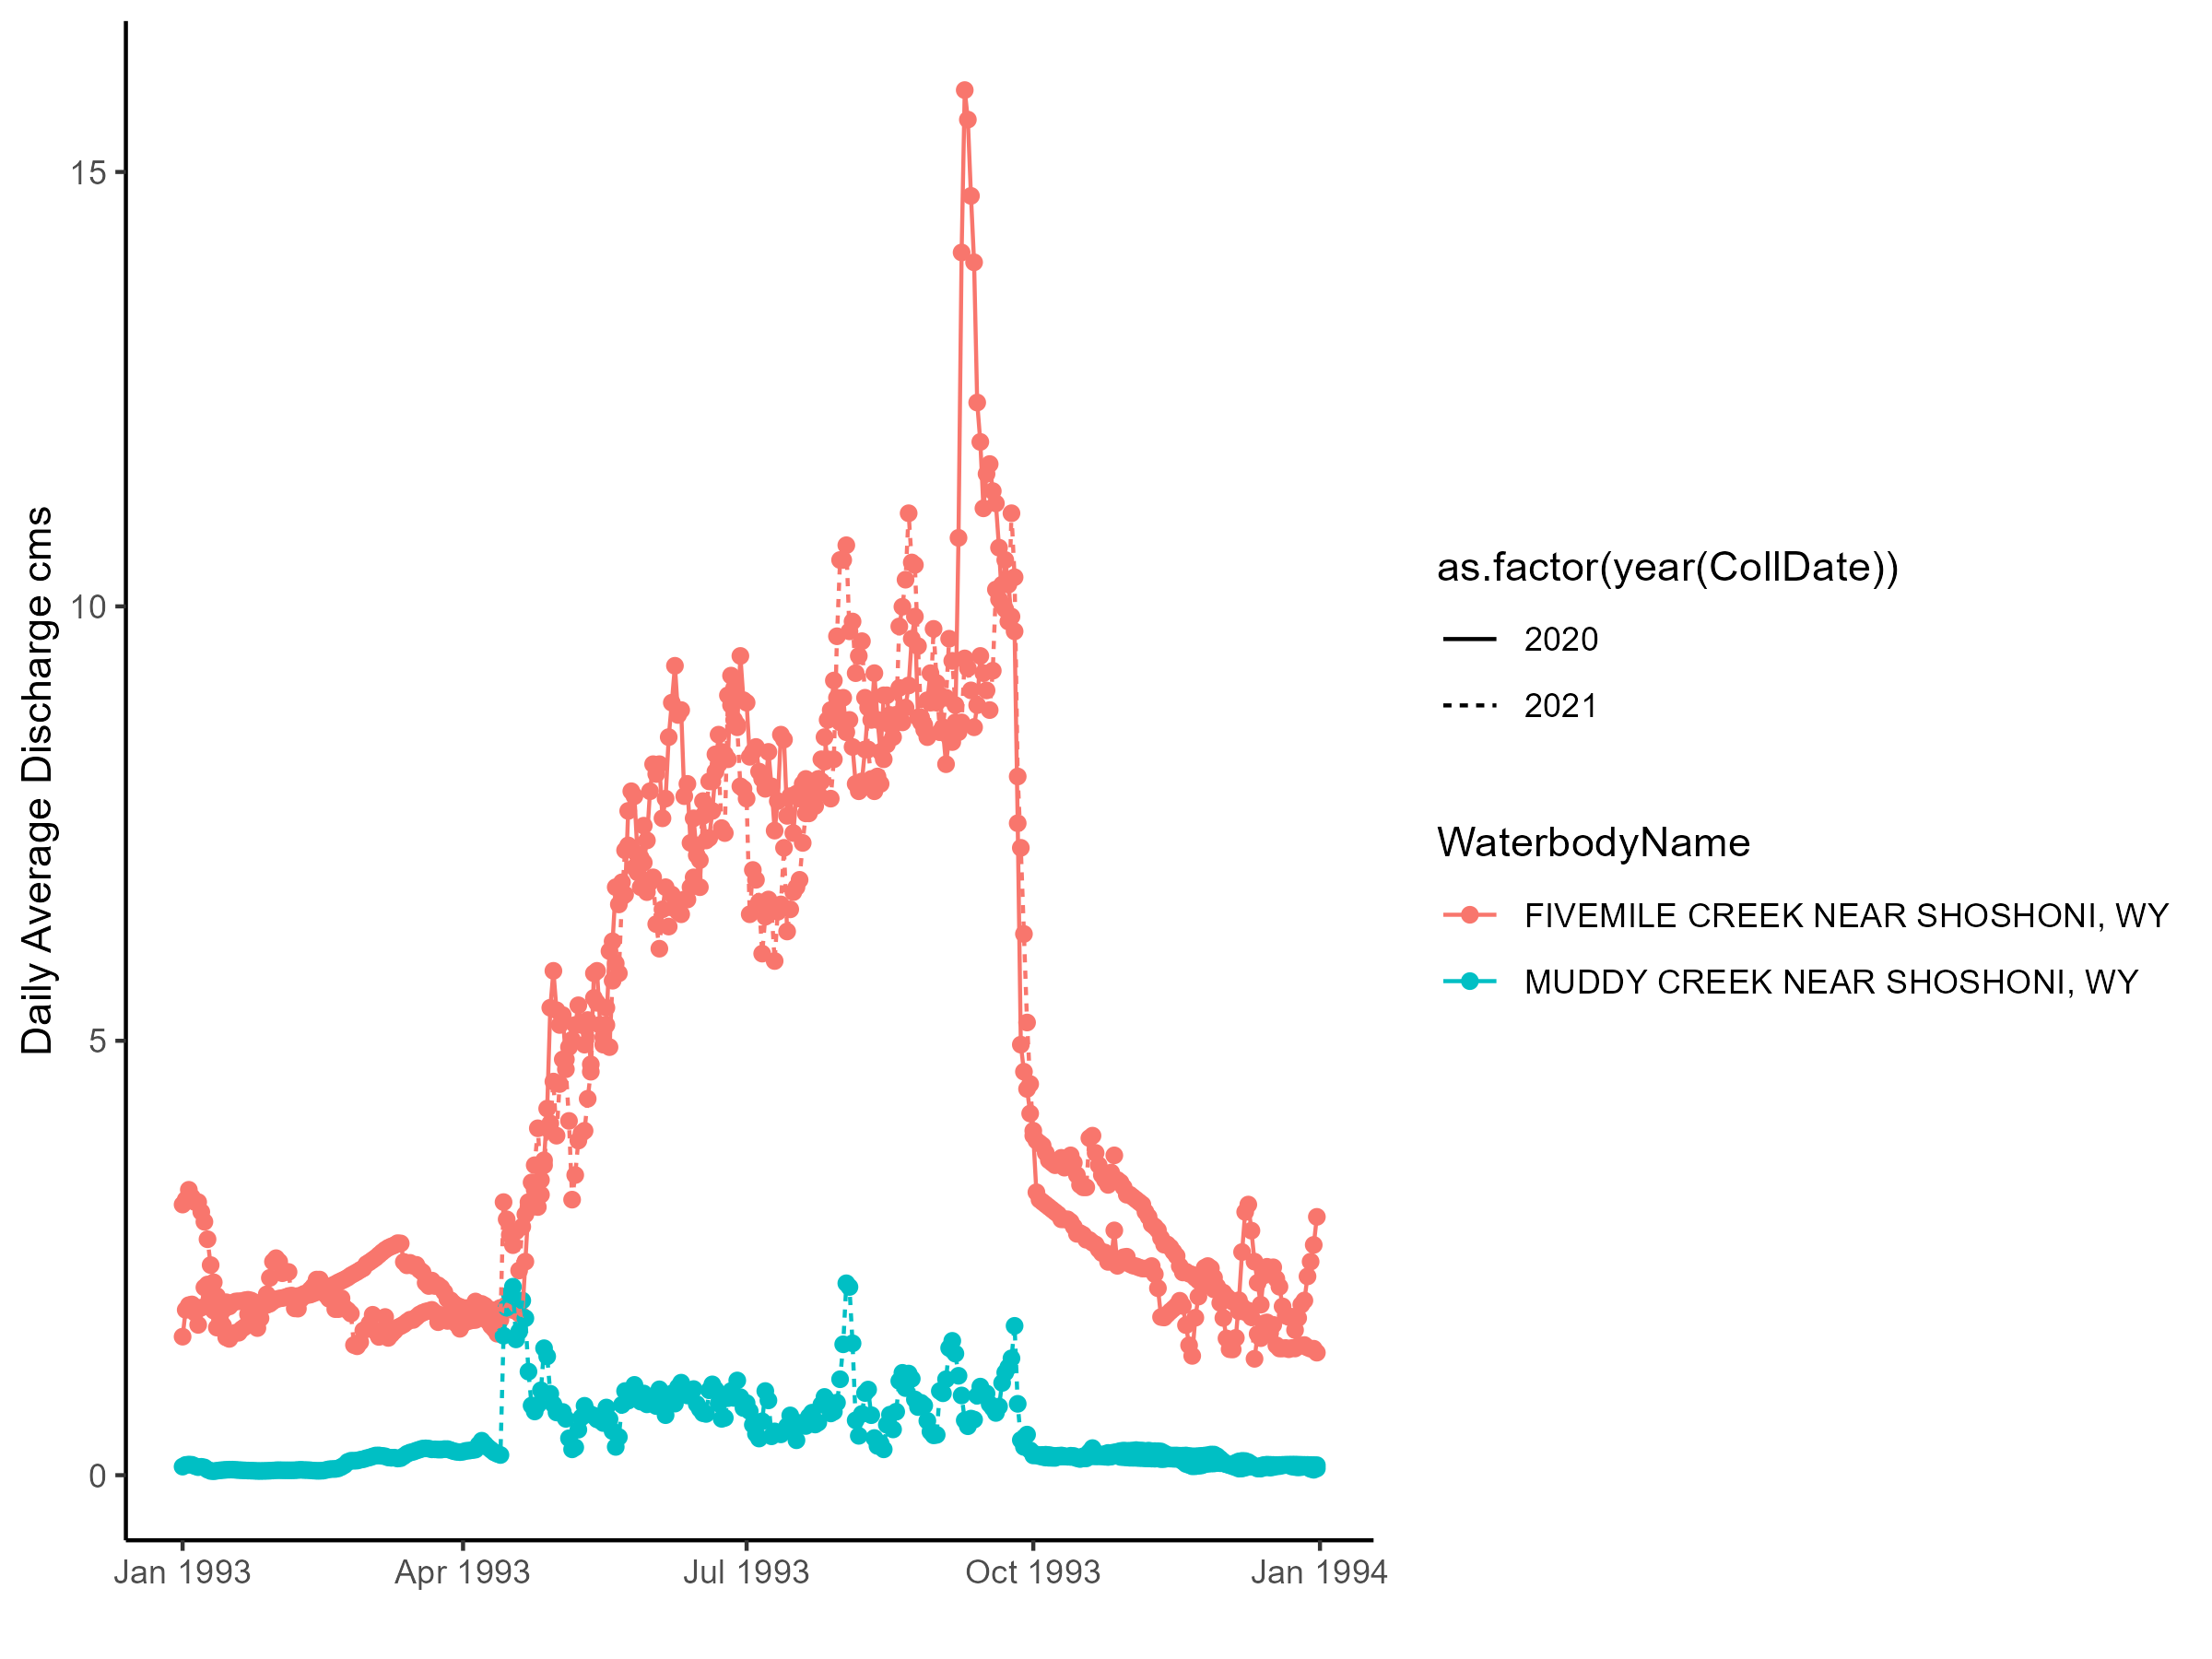 Daily Average Discharge cms
15
10
5
0
Jan 1993
Apr 1993
Jul 1993
Oct 1993
Jan 1994
as.factor(year(CollDate))
2020
2021
WaterbodyName
FIVEMILE CREEK NEAR SHOSHONI, WY
MUDDY CREEK NEAR SHOSHONI, WY